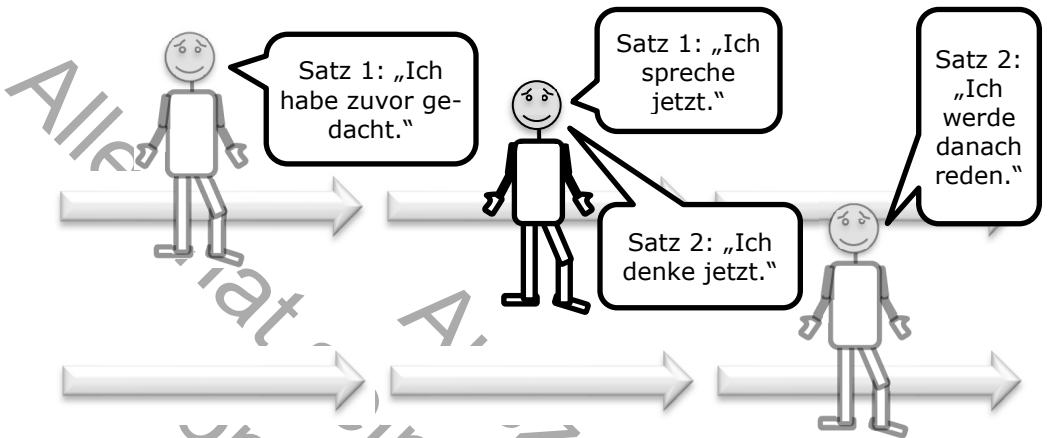 Satz 1: „Ich
habe zuvor ge-
dacht.“
Satz 1: „Ich
spreche
jetzt.“
Satz 2: „Ich
denke jetzt.“
Satz 2:
„Ich
werde
danach
reden.“